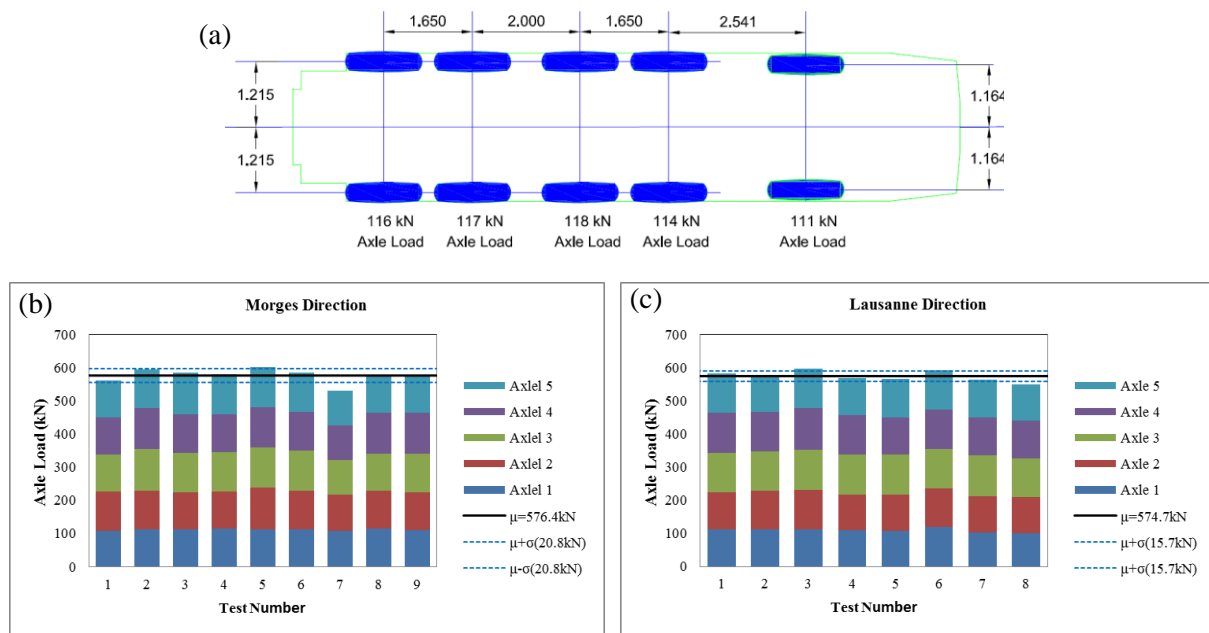 (a)
1.650
2.000
1.650
2.541
1.215
1.215
1.164
1.164
116 kN
Axle Load
117 kN
Axle Load
118 kN
Axle Load
114 kN
Axle Load
111 kN
Axle Load
(b)
Morges Direction
Axle Load (kN)
700
600
500
400
300
200
100
0
1 2 3 4 5 6 7 8 9
Test Number
Axlel 5
Axlel 4
Axlel 3
Axlel 2
Axlel 1
μ=576.4kN
μ+σ(20.8kN)
μ-σ(20.8kN)
(c)
Lausanne Direction
Axle Load (kN)
700
600
500
400
300
200
100
0
1 2 3 4 5 6 7 8
Test Number
Axle 5
Axle 4
Axle 3
Axle 2
Axle 1
μ=574.7kN
μ+σ(15.7kN)
μ+σ(15.7kN)